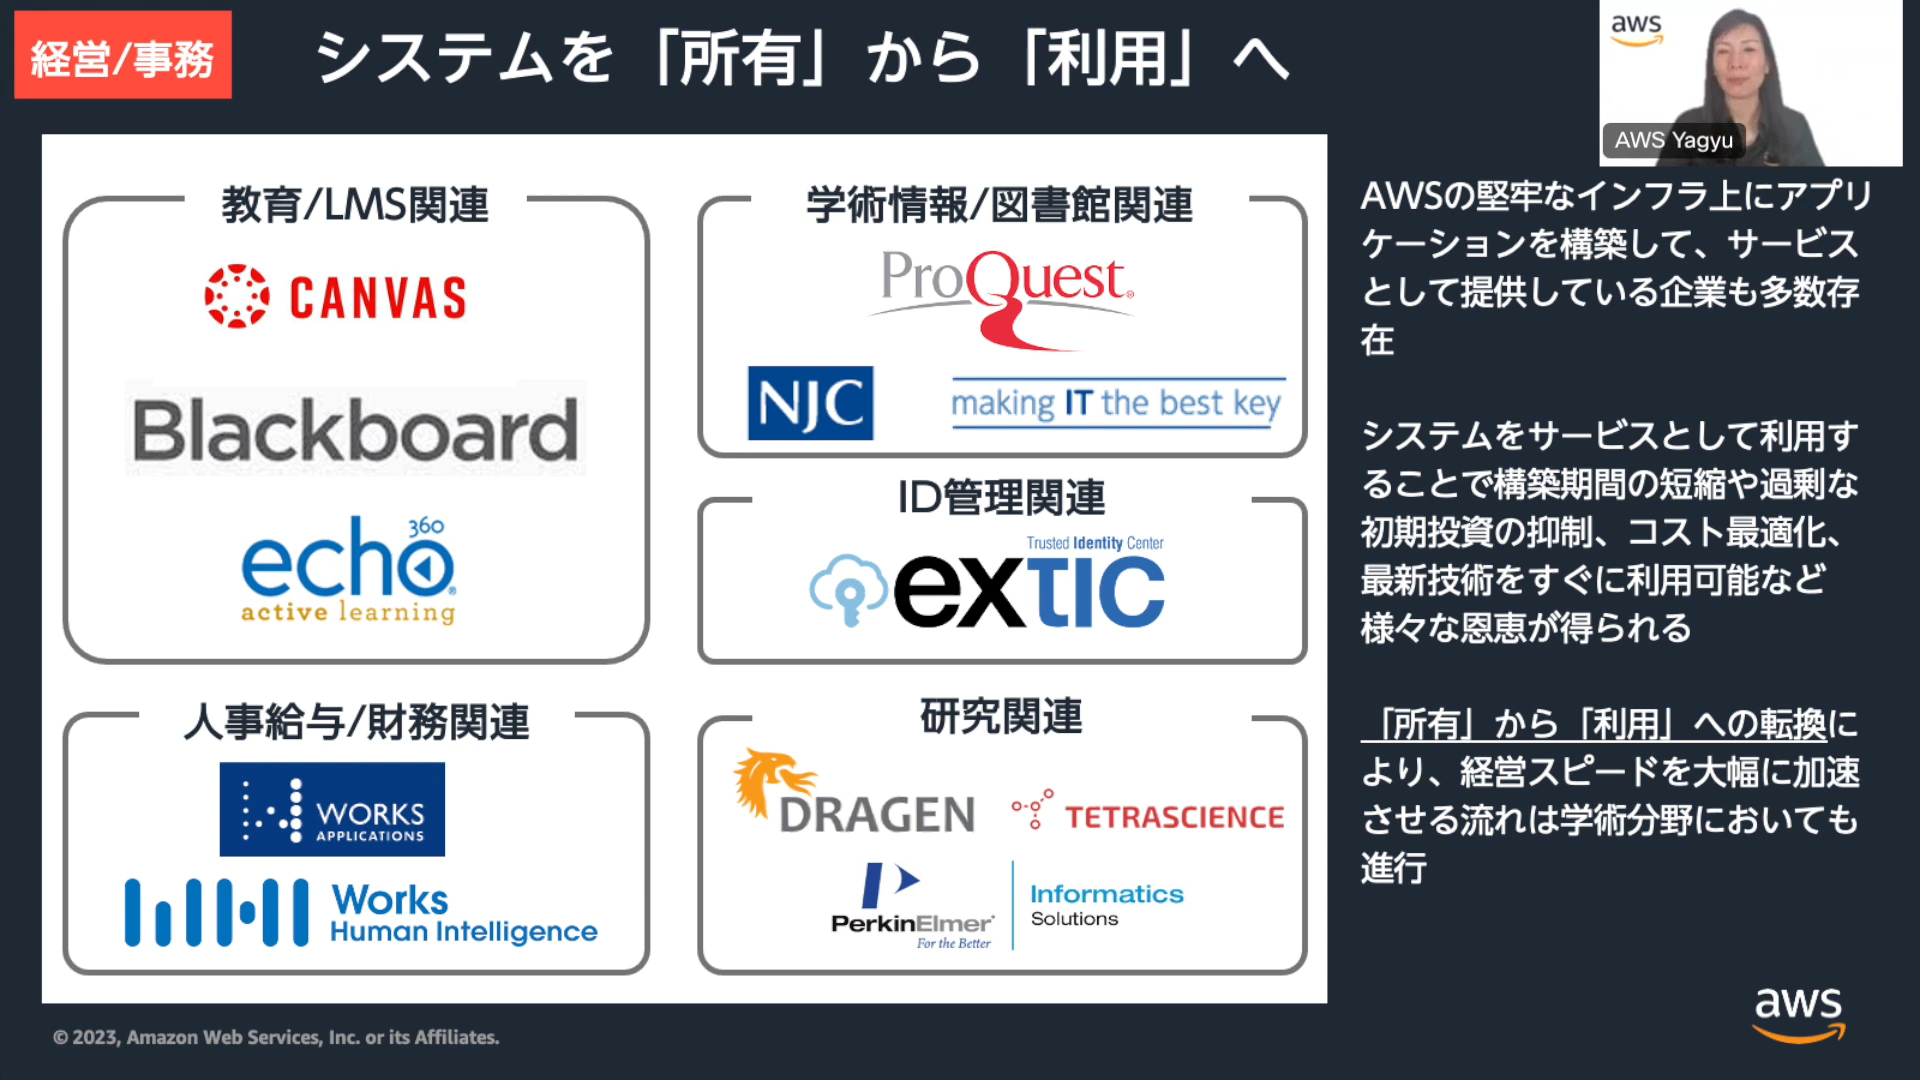 経営/事務
システムを「所有」から「利用」へ
aws
AWS Yagyu
教育/LMS関連
CANVAS
Blackboard
echo 360
active learning
学術情報/図書館関連
ProQuest
NJC
making IT the best key
ID管理関連
Trusted Identity Center
exTIC
人事給与/財務関連
WORKS
APPLICATIONS
Works
Human Intelligence
研究関連
DRAGEN
TETRASCIENCE
PerkinElmer
For the Better
Informatics
Solutions
AWSの堅牢なインフラ上にアプリ
ケーションを構築して、サービス
として提供している企業も多数存
在
システムをサービスとして利用す
ることで構築期間の短縮や過剰な
初期投資の抑制、コスト最適化、
最新技術をすぐに利用可能など
様々な恩恵が得られる
「所有」から「利用」への転換に
より、経営スピードを大幅に加速
させる流れは学術分野においても
進行
© 2023, Amazon Web Services, Inc. or its Affiliates.
aws